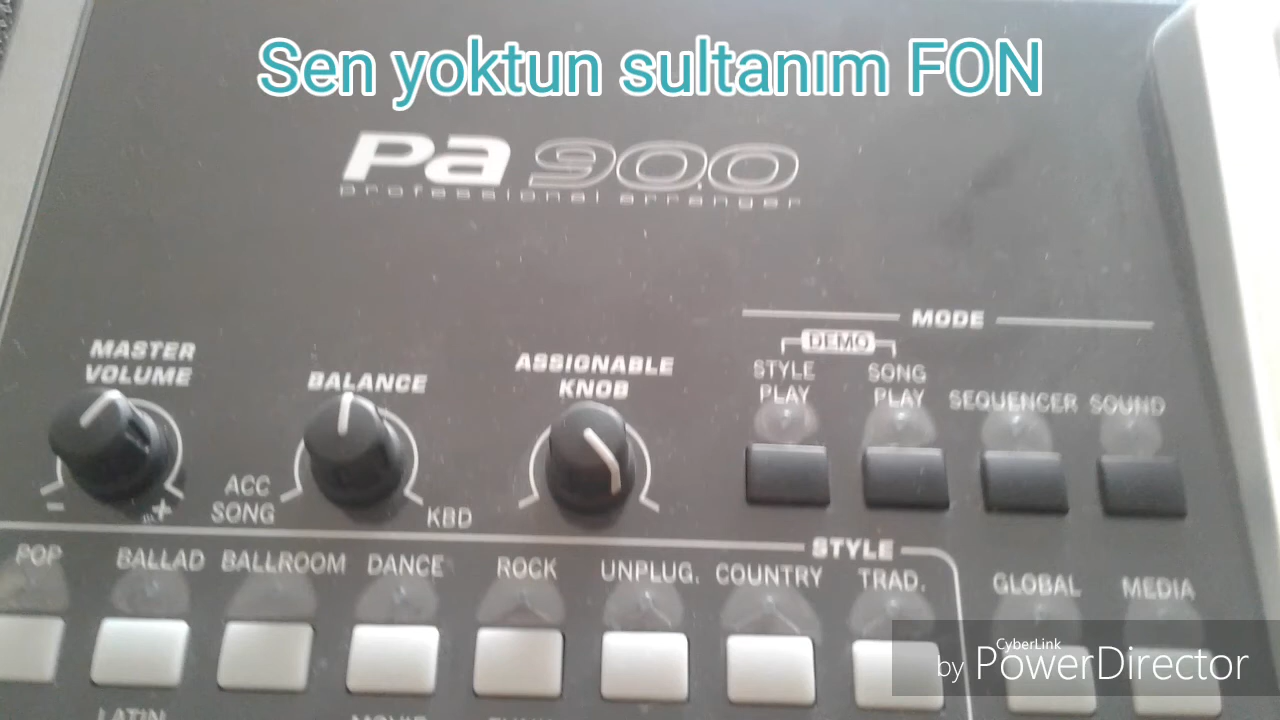 Sen yoktun sultanım FON
Pa 900
professional arranger
MODE
DEMO
MASTER
VOLUME
BALANCE
ASSIGNABLE
KNOB
STYLE
PLAY
SONG
PLAY
SEQUENCER
SOUND
- +
ACC
SONG
KBD
STYLE
POP BALLAD BALLROOM DANCE ROCK UNPLUG. COUNTRY TRAD. GLOBAL MEDIA
CyberLink
by PowerDirector
LATIN